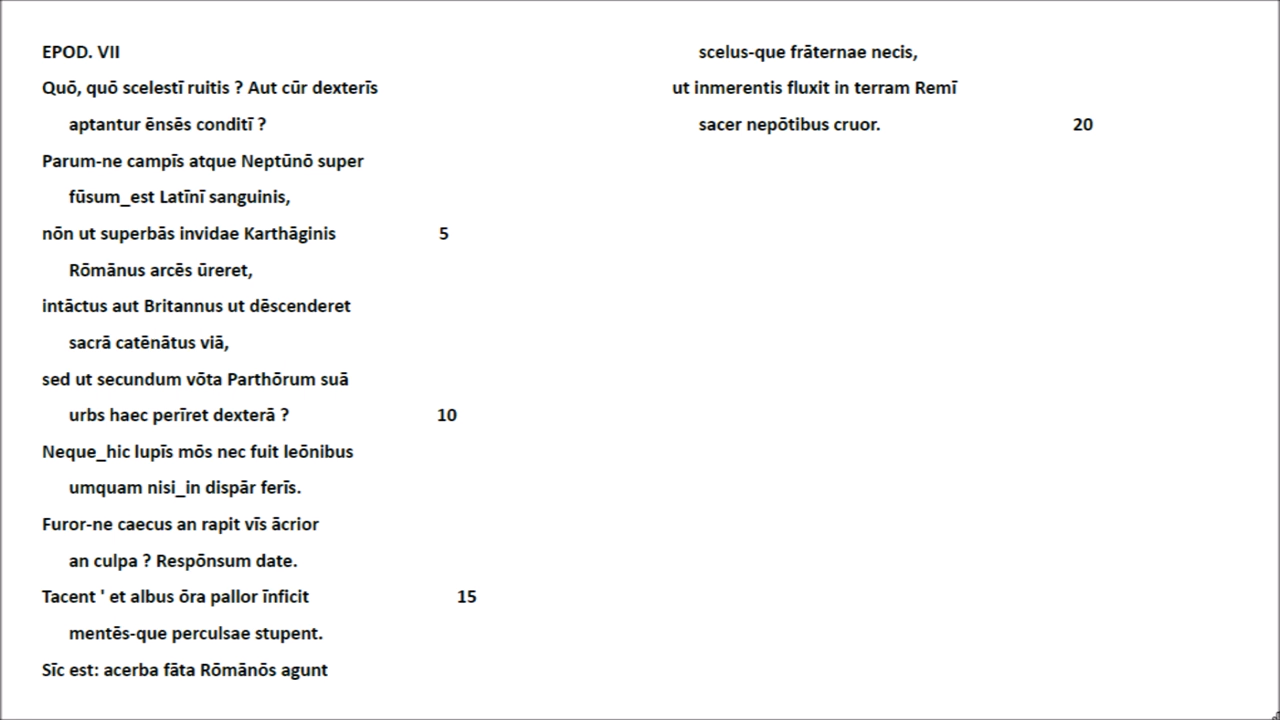 EPOD. VII
Quō, quō scelestī ruitis ? Aut cūr dexterīs
aptantur ēnsēs conditī ?
Parum-ne campīs atque Neptūnō super
fūsum_est Latīnī sanguinis,
nōn ut superbās invidae Karthāginis 5
Rōmānus arcēs ūreret,
intāctus aut Britannus ut dēscenderet
sacrā catēnātus viā,
sed ut secundum vōta Parthōrum suā
urbs haec perīret dexterā ? 10
Neque_hic lupīs mōs nec fuit leōnibus
umquam nisi_in dispār ferīs.
Furor-ne caecus an rapit vīs ācrior
an culpa ? Respōnsum date.
Tacent ' et albus ōra pallor īnficit 15
mentēs-que perculsae stupent.
Sīc est: acerba fāta Rōmānōs agunt
scelus-que frāternae necis,
ut inmerentis fluxit in terram Remī
sacer nepōtibus cruor. 20